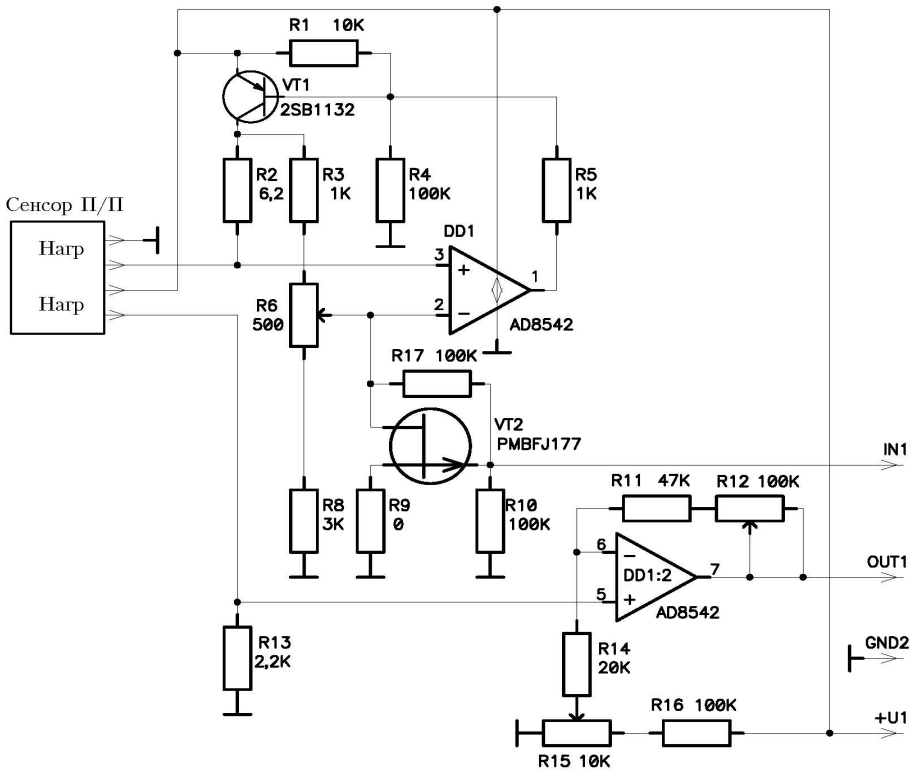 R1 10K
VT1
2SB1132
R2
6,2
R3
1K
R4
100K
R5
1K
Сенсор П/П
Нагр
Нагр
DD1
3
+
1
2
−
AD8542
R6
500
R17 100K
VT2
PMBFJ177
IN1
R8
3K
R9
0
R10
100K
R11 47K
R12 100K
6
−
DD1:2
7
5
+
AD8542
OUT1
R13
2,2K
R14
20K
GND2
R16 100K
+U1
R15 10K